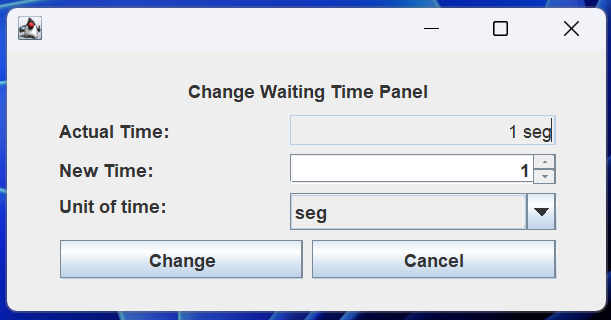 Change Waiting Time Panel
Actual Time: 1 seg
New Time: 1
Unit of time: seg
Change Cancel